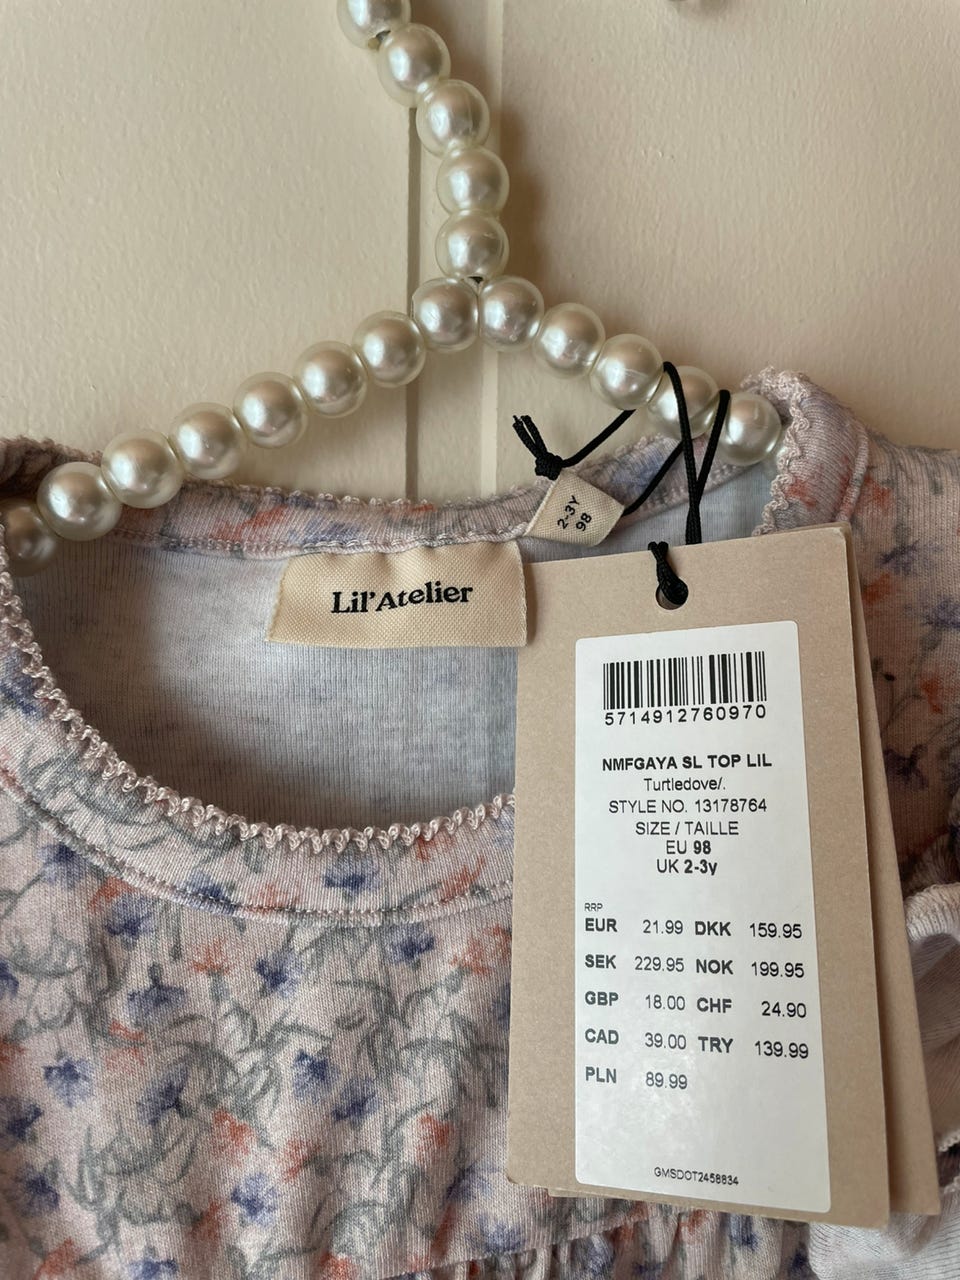 2-3Y
98
Lil'Atelier
5714912760970
NMFGAYA SL TOP LIL
Turtledove/.
STYLE NO. 13178764
SIZE / TAILLE
EU 98
UK 2-3y
RRP
EUR 21.99 DKK 159.95
SEK 229.95 NOK 199.95
GBP 18.00 CHF 24.90
CAD 39.00 TRY 139.99
PLN 89.99
GMSDOT2458834